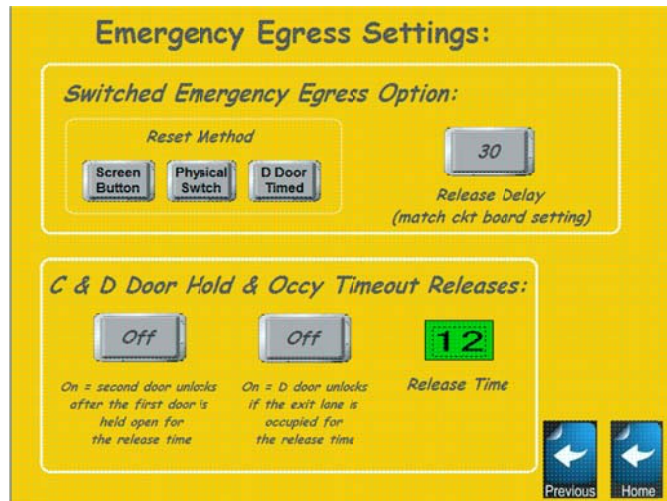 Emergency Egress Settings:
Switched Emergency Egress Option:
Reset Method
Screen
Button
Physical
Swtch
D Door
Timed
30
Release Delay
(match ckt board setting)
C & D Door Hold & Occy Timeout Releases:
Off
On = second door unlocks
after the first door is
held open for
the release time
Off
On = D door unlocks
if the exit lane is
occupied for
the release time
12
Release Time
Previous
Home